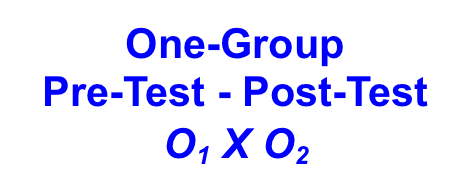 One-Group
Pre-Test - Post-Test
O₁ X O₂